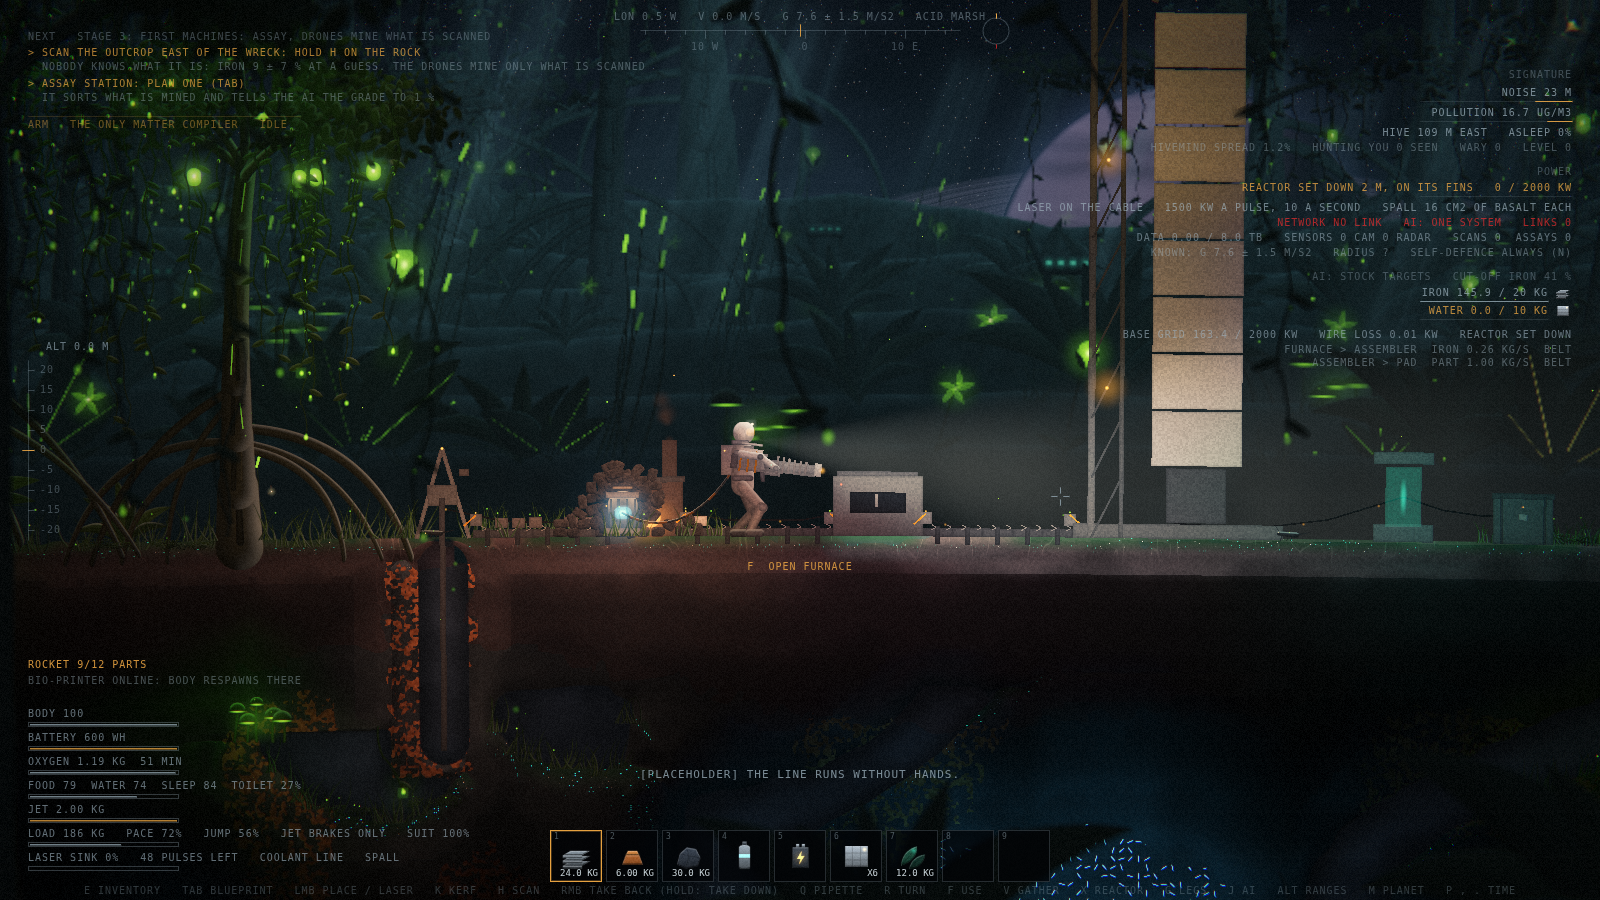 LON 0.5 W   V 0.0 M/S   G 7.6 ± 1.5 M/S2   ACID MARSH
10 W   0   10 E
NEXT   STAGE 3: FIRST MACHINES: ASSAY, DRONES MINE WHAT IS SCANNED
> SCAN THE OUTCROP EAST OF THE WRECK: HOLD H ON THE ROCK
NOBODY KNOWS WHAT IT IS: IRON 9 ± 7 % AT A GUESS. THE DRONES MINE ONLY WHAT IS SCANNED
> ASSAY STATION: PLAN ONE (TAB)
IT SORTS WHAT IS MINED AND TELLS THE AI THE GRADE TO 1 %
ARM   THE ONLY MATTER COMPILER   IDLE
SIGNATURE
NOISE 23 M
POLLUTION 16.7 UG/M3
HIVE 109 M EAST   ASLEEP 0%
HIVEMIND SPREAD 1.2%   HUNTING YOU 0 SEEN   WARY 0   LEVEL 0
POWER
REACTOR SET DOWN 2 M, ON ITS FINS   0 / 2000 KW
LASER ON THE CABLE   1500 KW A PULSE, 10 A SECOND   SPALL 16 CM2 OF BASALT EACH
NETWORK NO LINK   AI: ONE SYSTEM   LINKS 0
DATA 0.00 / 8.0 TB   SENSORS 0 CAM 0 RADAR   SCANS 0   ASSAYS 0
KNOWN: G 7.6 ± 1.5 M/S2   RADIUS ?   SELF-DEFENCE ALWAYS (N)
AI: STOCK TARGETS   CUT OFF IRON 41 %
IRON 145.9 / 20 KG
WATER 0.0 / 10 KG
BASE GRID 163.4 / 2000 KW   WIRE LOSS 0.01 KW   REACTOR SET DOWN
FURNACE > ASSEMBLER  IRON 0.26 KG/S  BELT
ASSEMBLER > PAD  PART 1.00 KG/S  BELT
ALT 0.0 M
20
15
10
5
0
-5
-10
-15
-20
F  OPEN FURNACE
ROCKET 9/12 PARTS
BIO-PRINTER ONLINE: BODY RESPAWNS THERE
BODY 100
BATTERY 600 WH
OXYGEN 1.19 KG  51 MIN
FOOD 79  WATER 74  SLEEP 84  TOILET 27%
JET 2.00 KG
LOAD 186 KG   PACE 72%   JUMP 56%   JET BRAKES ONLY   SUIT 100%
LASER SINK 0%   48 PULSES LEFT   COOLANT LINE   SPALL
[PLACEHOLDER] THE LINE RUNS WITHOUT HANDS.
1 2 3 4 5 6 7 8 9
24.0 KG   6.00 KG   30.0 KG   X6   12.0 KG
E INVENTORY   TAB BLUEPRINT   LMB PLACE / LASER   K KERF   H SCAN   RMB TAKE BACK (HOLD: TAKE DOWN)   Q PIPETTE   R TURN   F USE   V GATHER   X REACTOR   L LEGS   J AI   ALT RANGES   M PLANET   P , . TIME